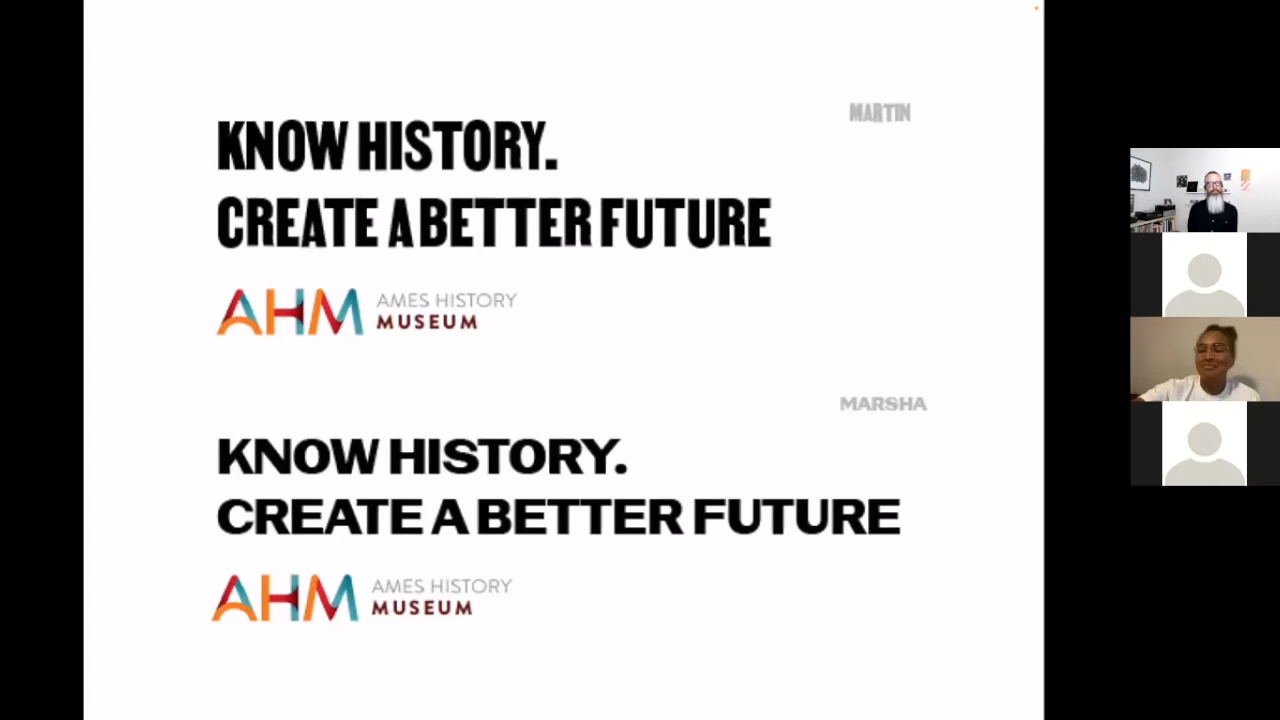 MARTIN
KNOW HISTORY.
CREATE A BETTER FUTURE
AHM
AMES HISTORY
MUSEUM
MARSHA
KNOW HISTORY.
CREATE A BETTER FUTURE
AHM
AMES HISTORY
MUSEUM